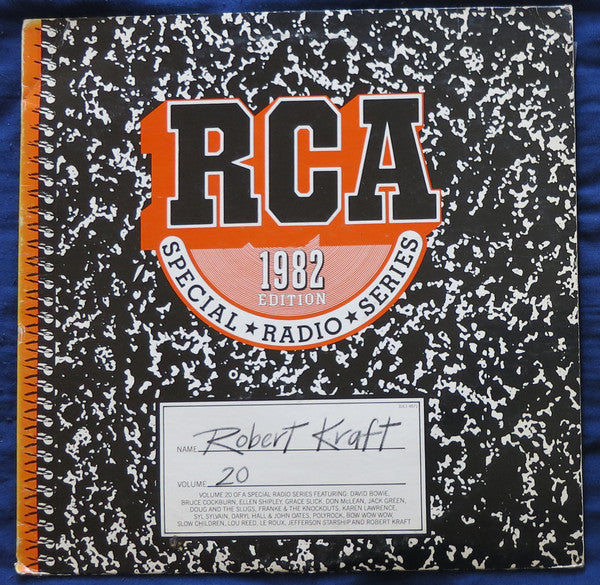 RCA
SPECIAL ★ RADIO ★ SERIES
1982
EDITION
NAME Robert Kraft
VOLUME 20
VOLUME 20 OF A SPECIAL RADIO SERIES FEATURING: DAVID BOWIE,
BRUCE COCKBURN, ELLEN SHIPLEY, GRACE SLICK, DON McLEAN, JACK GREEN,
DOUG AND THE SLUGS, FRANKE & THE KNOCKOUTS, KAREN LAWRENCE,
SYL SYLVAIN, DARYL HALL & JOHN OATES, POLYROCK, BOW WOW WOW,
SLOW CHILDREN, LOU REED, LE ROUX, JEFFERSON STARSHIP AND ROBERT KRAFT